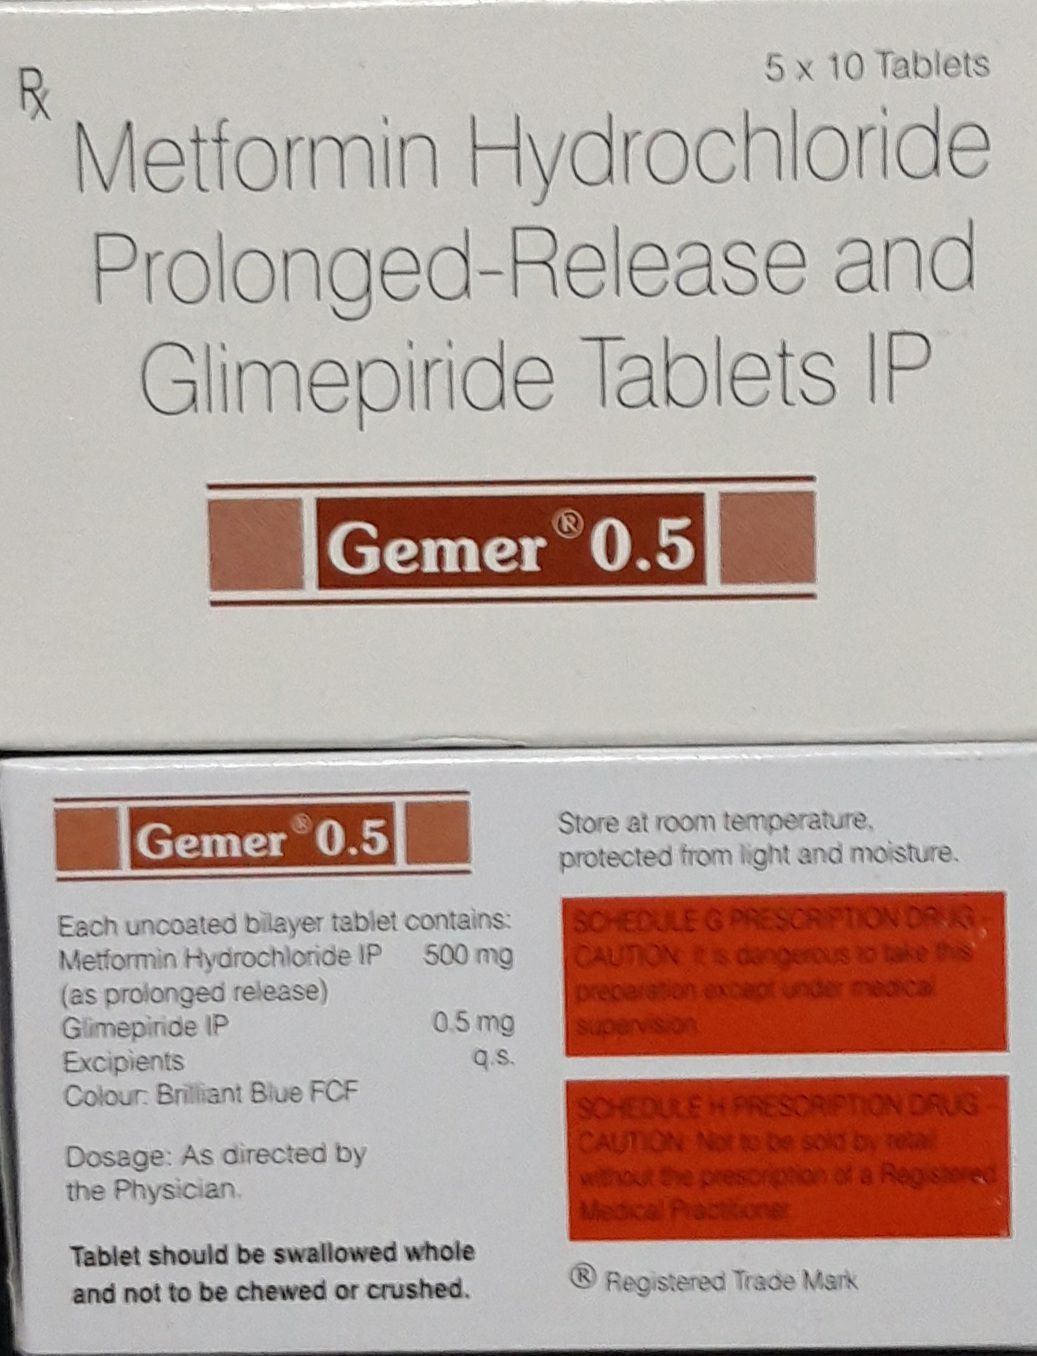 5 x 10 Tablets
Rx
Metformin Hydrochloride
Prolonged-Release and
Glimepiride Tablets IP
Gemer® 0.5
Gemer® 0.5
Each uncoated bilayer tablet contains:
Metformin Hydrochloride IP 500 mg
(as prolonged release)
Glimepiride IP 0.5 mg
Excipients q.s.
Colour: Brilliant Blue FCF
Dosage: As directed by
the Physician.
Tablet should be swallowed whole
and not to be chewed or crushed.
Store at room temperature,
protected from light and moisture.
SCHEDULE G PRESCRIPTION DRUG -
CAUTION: It is dangerous to take this
preparation except under medical
supervision
SCHEDULE H PRESCRIPTION DRUG -
CAUTION: Not to be sold by retail
without the prescription of a Registered
Medical Practitioner
® Registered Trade Mark